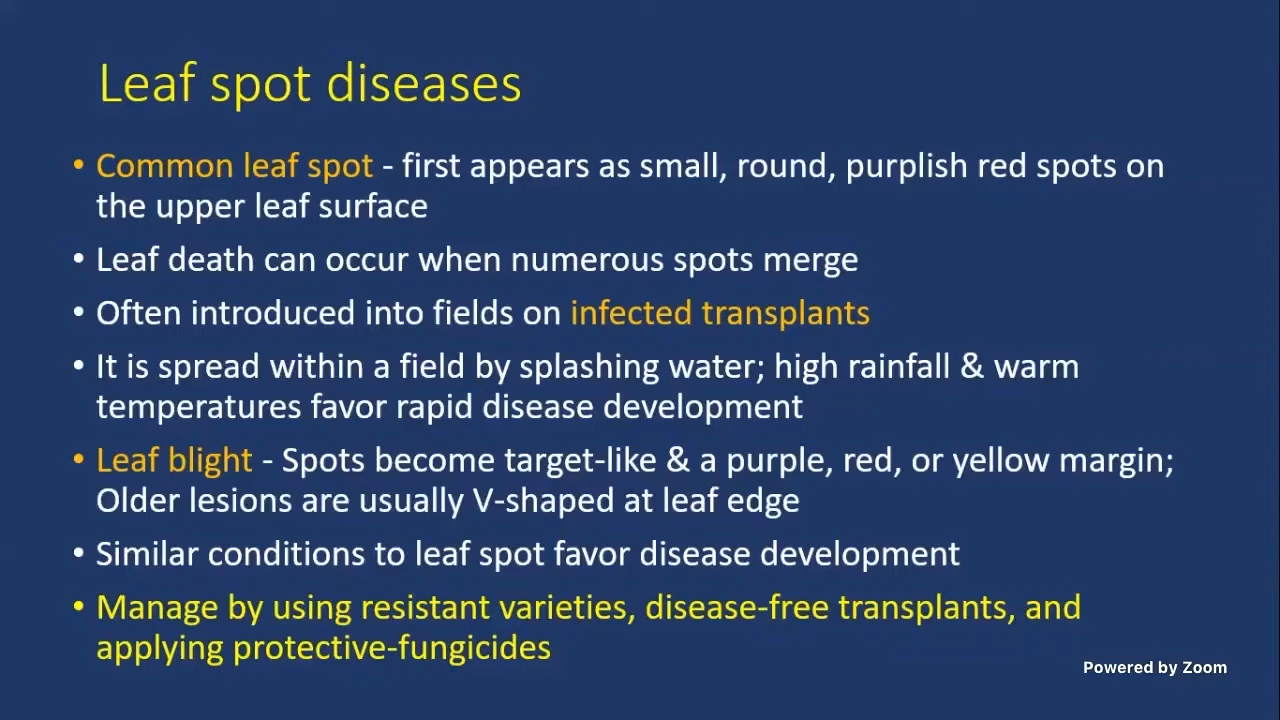 Leaf spot diseases
• Common leaf spot - first appears as small, round, purplish red spots on
the upper leaf surface
• Leaf death can occur when numerous spots merge
• Often introduced into fields on infected transplants
• It is spread within a field by splashing water; high rainfall & warm
temperatures favor rapid disease development
• Leaf blight - Spots become target-like & a purple, red, or yellow margin;
Older lesions are usually V-shaped at leaf edge
• Similar conditions to leaf spot favor disease development
• Manage by using resistant varieties, disease-free transplants, and
applying protective-fungicides
Powered by Zoom